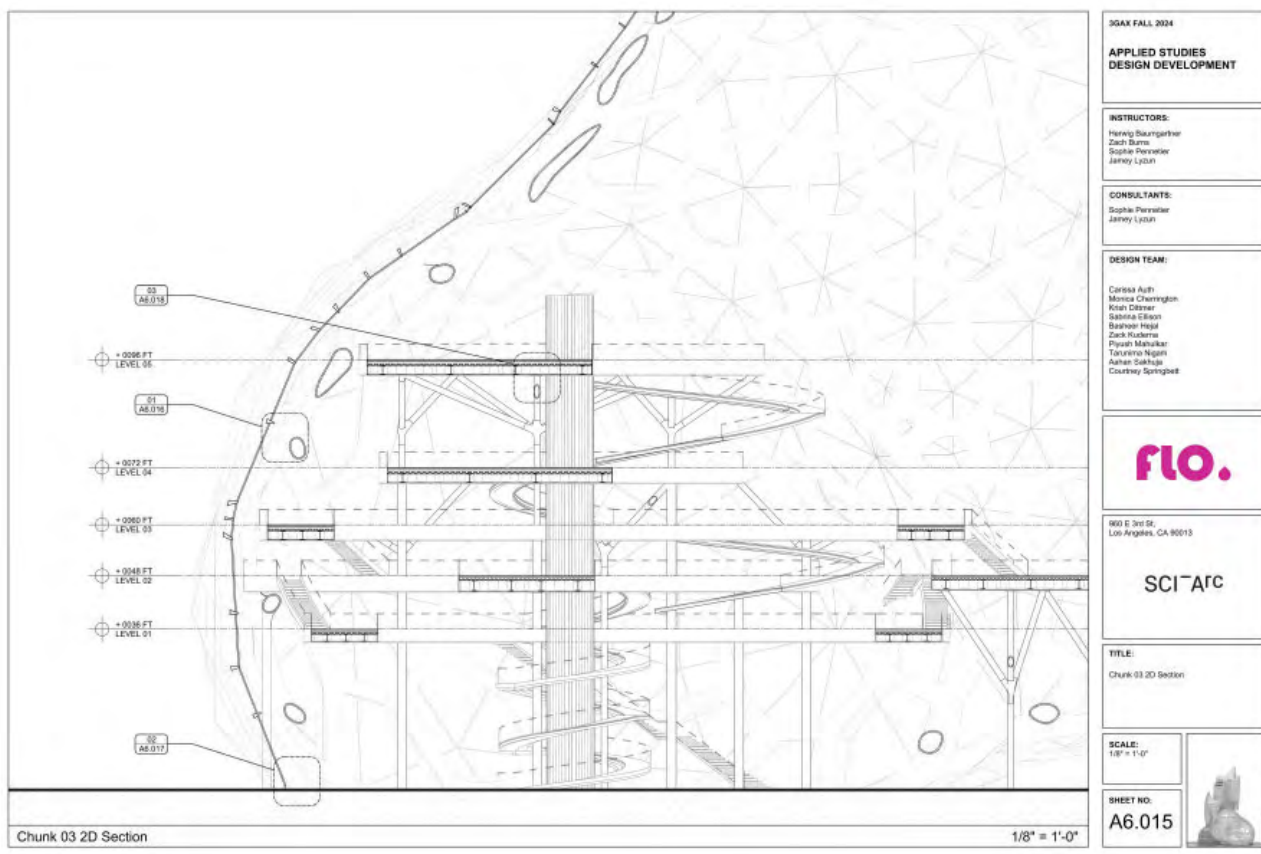 03
A6.018
+ 0096 FT
LEVEL 05
01
A6.016
+ 0072 FT
LEVEL 04
+ 0060 FT
LEVEL 03
+ 0048 FT
LEVEL 02
+ 0036 FT
LEVEL 01
02
A6.017
Chunk 03 2D Section
1/8" = 1'-0"
3GAX FALL 2024
APPLIED STUDIES
DESIGN DEVELOPMENT
INSTRUCTORS:
Herwig Baumgartner
Zach Burns
Sophie Pennetier
Jamey Lyzun
CONSULTANTS:
Sophie Pennetier
Jamey Lyzun
DESIGN TEAM:
Carissa Auth
Monica Cherrington
Krish Dittmer
Sabrina Ellison
Basheer Hejal
Zack Kuderna
Piyush Mahulkar
Tarunima Nigam
Aahan Sakhuja
Courtney Springbett
FLO.
960 E 3rd St,
Los Angeles, CA 90013
SCI-Arc
TITLE:
Chunk 03 2D Section
SCALE:
1/8" = 1'-0"
SHEET NO:
A6.015